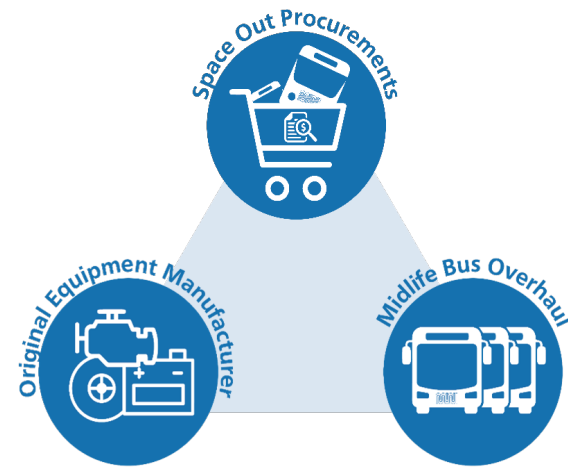 Space Out Procurements
$
Original Equipment Manufacturer
Midlife Bus Overhaul